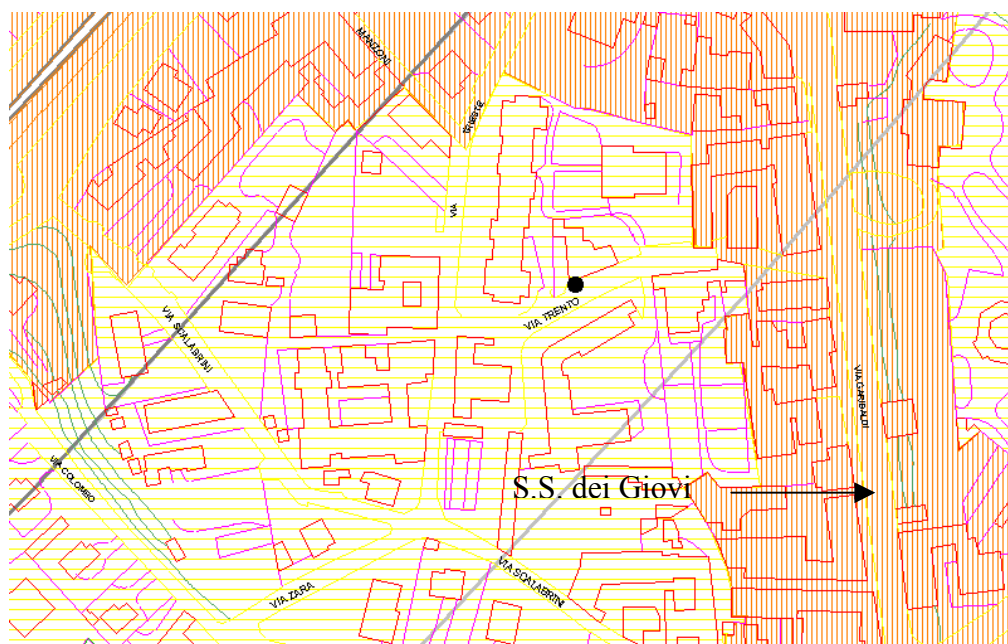 MANZONI
TRIESTE
VIA
VIA TRENTO
VIA SCALABRINI
VIA GARIBALDI
VIA COLOMBO
S.S. dei Giovi
VIA SCALABRINI
VIA ZARA